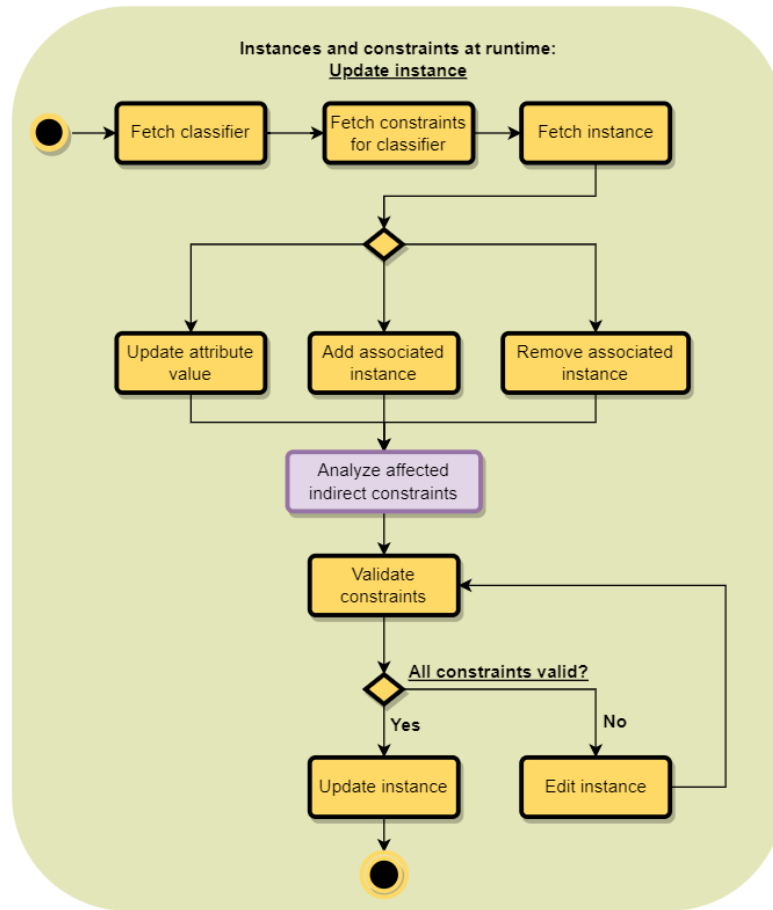 Instances and constraints at runtime:
Update instance
Fetch classifier
Fetch constraints
for classifier
Fetch instance
Update attribute
value
Add associated
instance
Remove associated
instance
Analyze affected
indirect constraints
Validate
constraints
All constraints valid?
Yes
No
Update instance
Edit instance